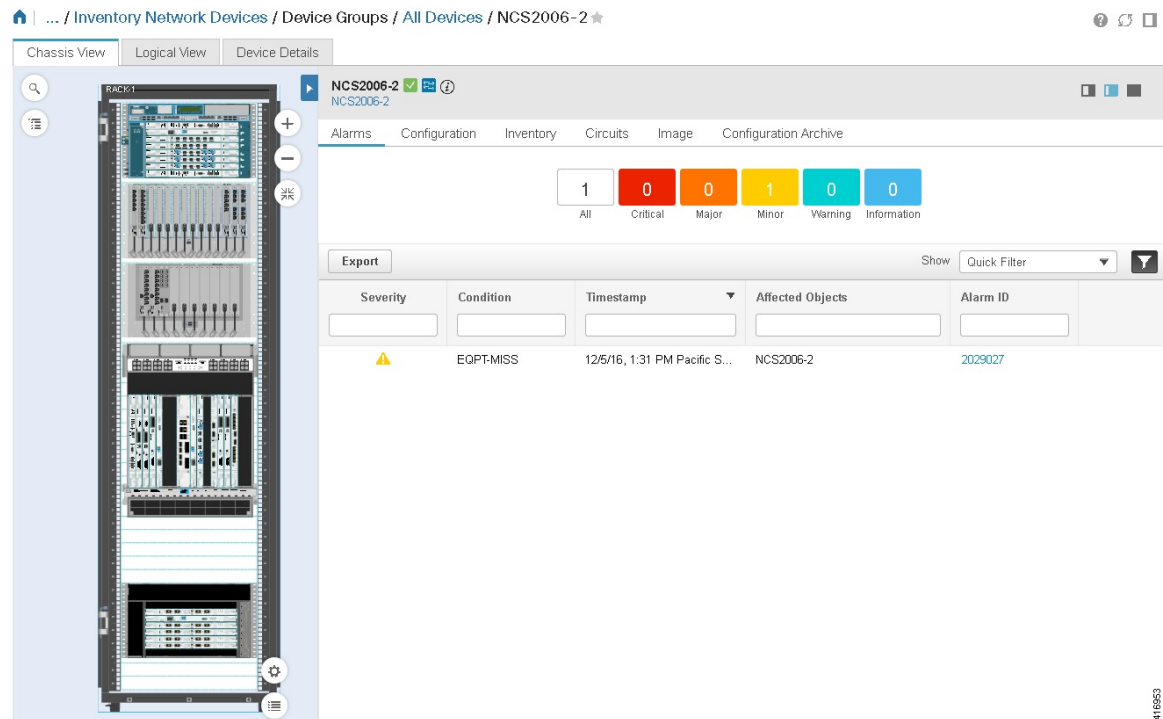 ... / Inventory Network Devices / Device Groups / All Devices / NCS2006-2
Chassis View Logical View Device Details
RACK-1
NCS2006-2
NCS2006-2
Alarms Configuration Inventory Circuits Image Configuration Archive
1 0 0 1 0 0
All Critical Major Minor Warning Information
Export Show Quick Filter
Severity Condition Timestamp Affected Objects Alarm ID
EQPT-MISS 12/5/16, 1:31 PM Pacific S... NCS2006-2 2029027